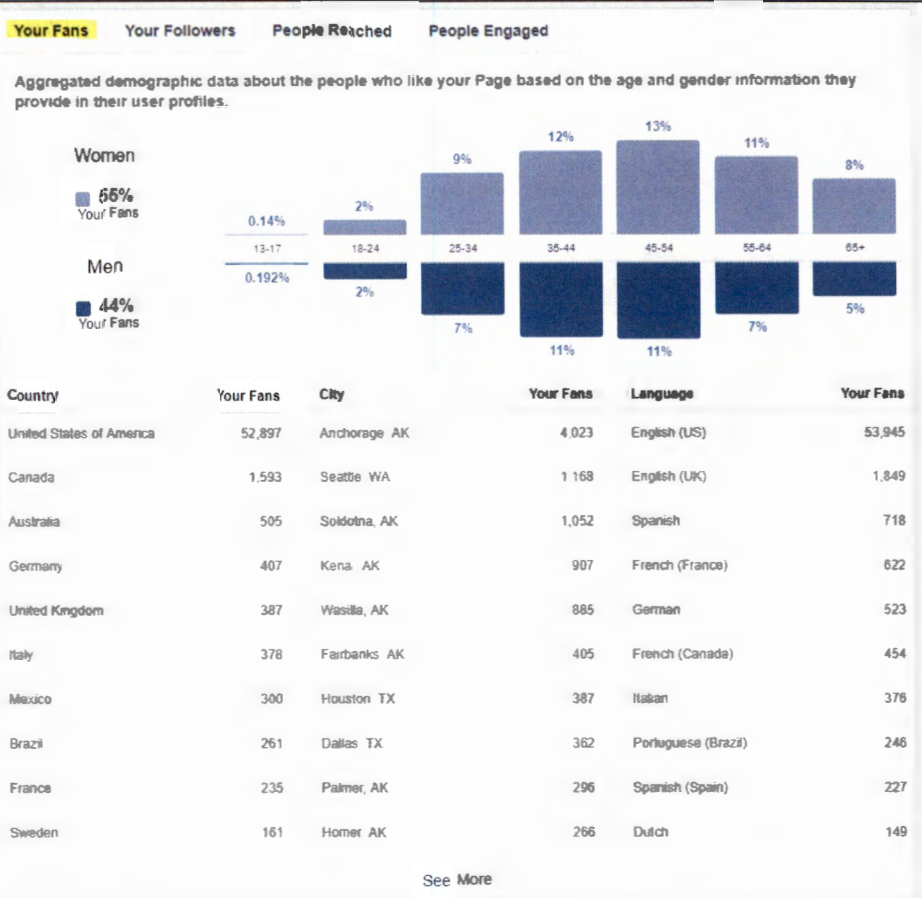 Your Fans Your Followers People Reached People Engaged
Aggregated demographic data about the people who like your Page based on the age and gender information they
provide in their user profiles.
Women
55%
Your Fans
Men
44%
Your Fans
0.14% 2% 9% 12% 13% 11% 8%
13-17 18-24 25-34 35-44 45-54 55-64 65+
0.192% 2% 7% 11% 11% 7% 5%
Country Your Fans City Your Fans Language Your Fans
United States of America 52,897 Anchorage AK 4,023 English (US) 53,945
Canada 1,593 Seattle WA 1 168 English (UK) 1,849
Australia 505 Soldotna, AK 1,052 Spanish 718
Germany 407 Kena AK 907 French (France) 622
United Kingdom 387 Wasilla, AK 885 German 523
Italy 378 Fairbanks AK 405 French (Canada) 454
Mexico 300 Houston TX 387 Italian 376
Brazil 261 Dallas TX 362 Portuguese (Brazil) 246
France 235 Palmer, AK 296 Spanish (Spain) 227
Sweden 161 Homer AK 266 Dutch 149
See More